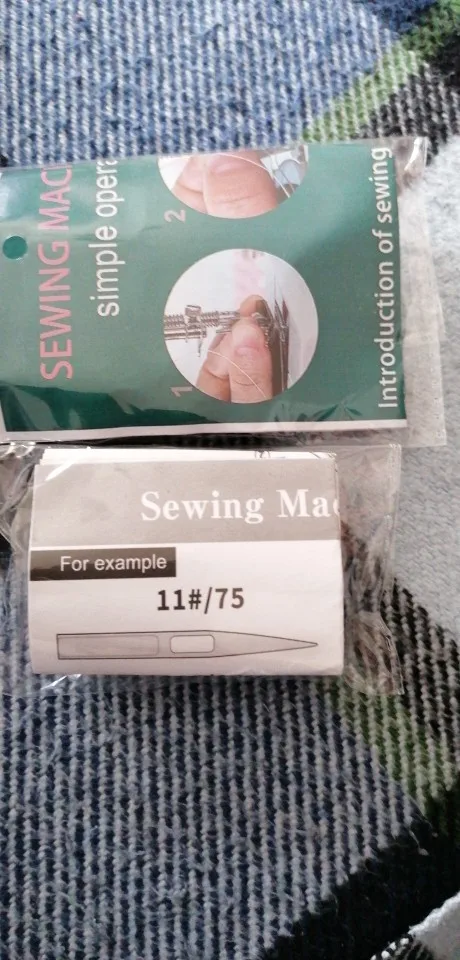 SEWING MAC
simple opera
1
2
Introduction of sewing
Sewing Mac
For example
11#/75